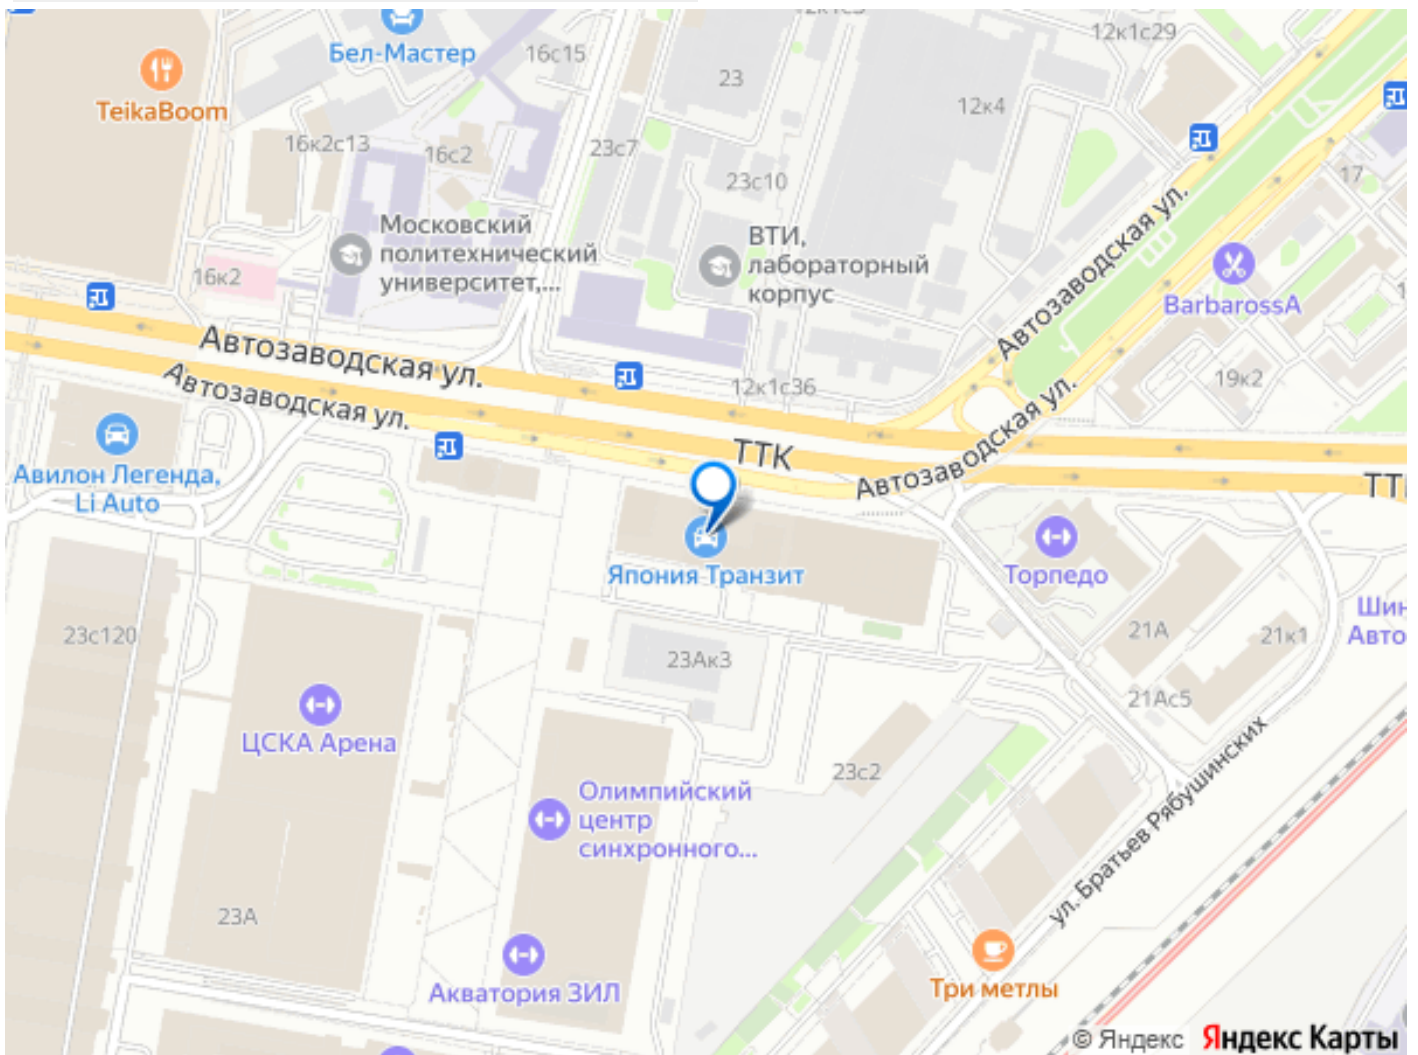 12к1с29
Бел-Мастер
16с15
TeikaBoom
23
12к4
16к2с13
16с2
23с7
23с10
17
Московский
политехнический
университет,...
ВТИ,
лабораторный
корпус
Автозаводская ул.
16к2
BarbarossA
Автозаводская ул.
Автозаводская ул.
12к1с36
19к2
Автозаводская ул.
ТТК
ТТ
Авилон Легенда,
Li Auto
Япония Транзит
Торпедо
23с120
23Ак3
21А
21к1
Шин
Авто
21Ас5
ЦСКА Арена
23с2
Олимпийский
центр
синхронного...
ул. Братьев Рябушинских
23А
Акватория ЗИЛ
Три метлы
© Яндекс Яндекс Карты